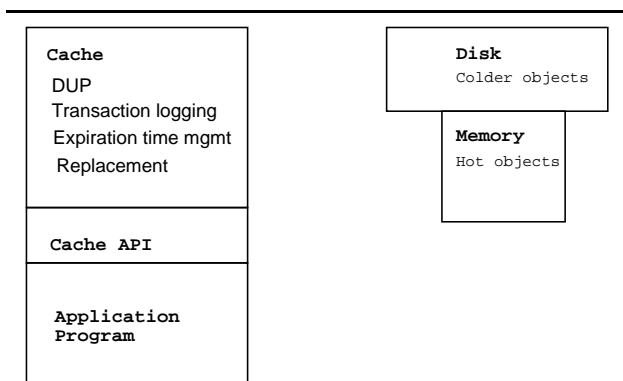 Cache
DUP
Transaction logging
Expiration time mgmt
Replacement
Cache API
Application
Program
Disk
Colder objects
Memory
Hot objects